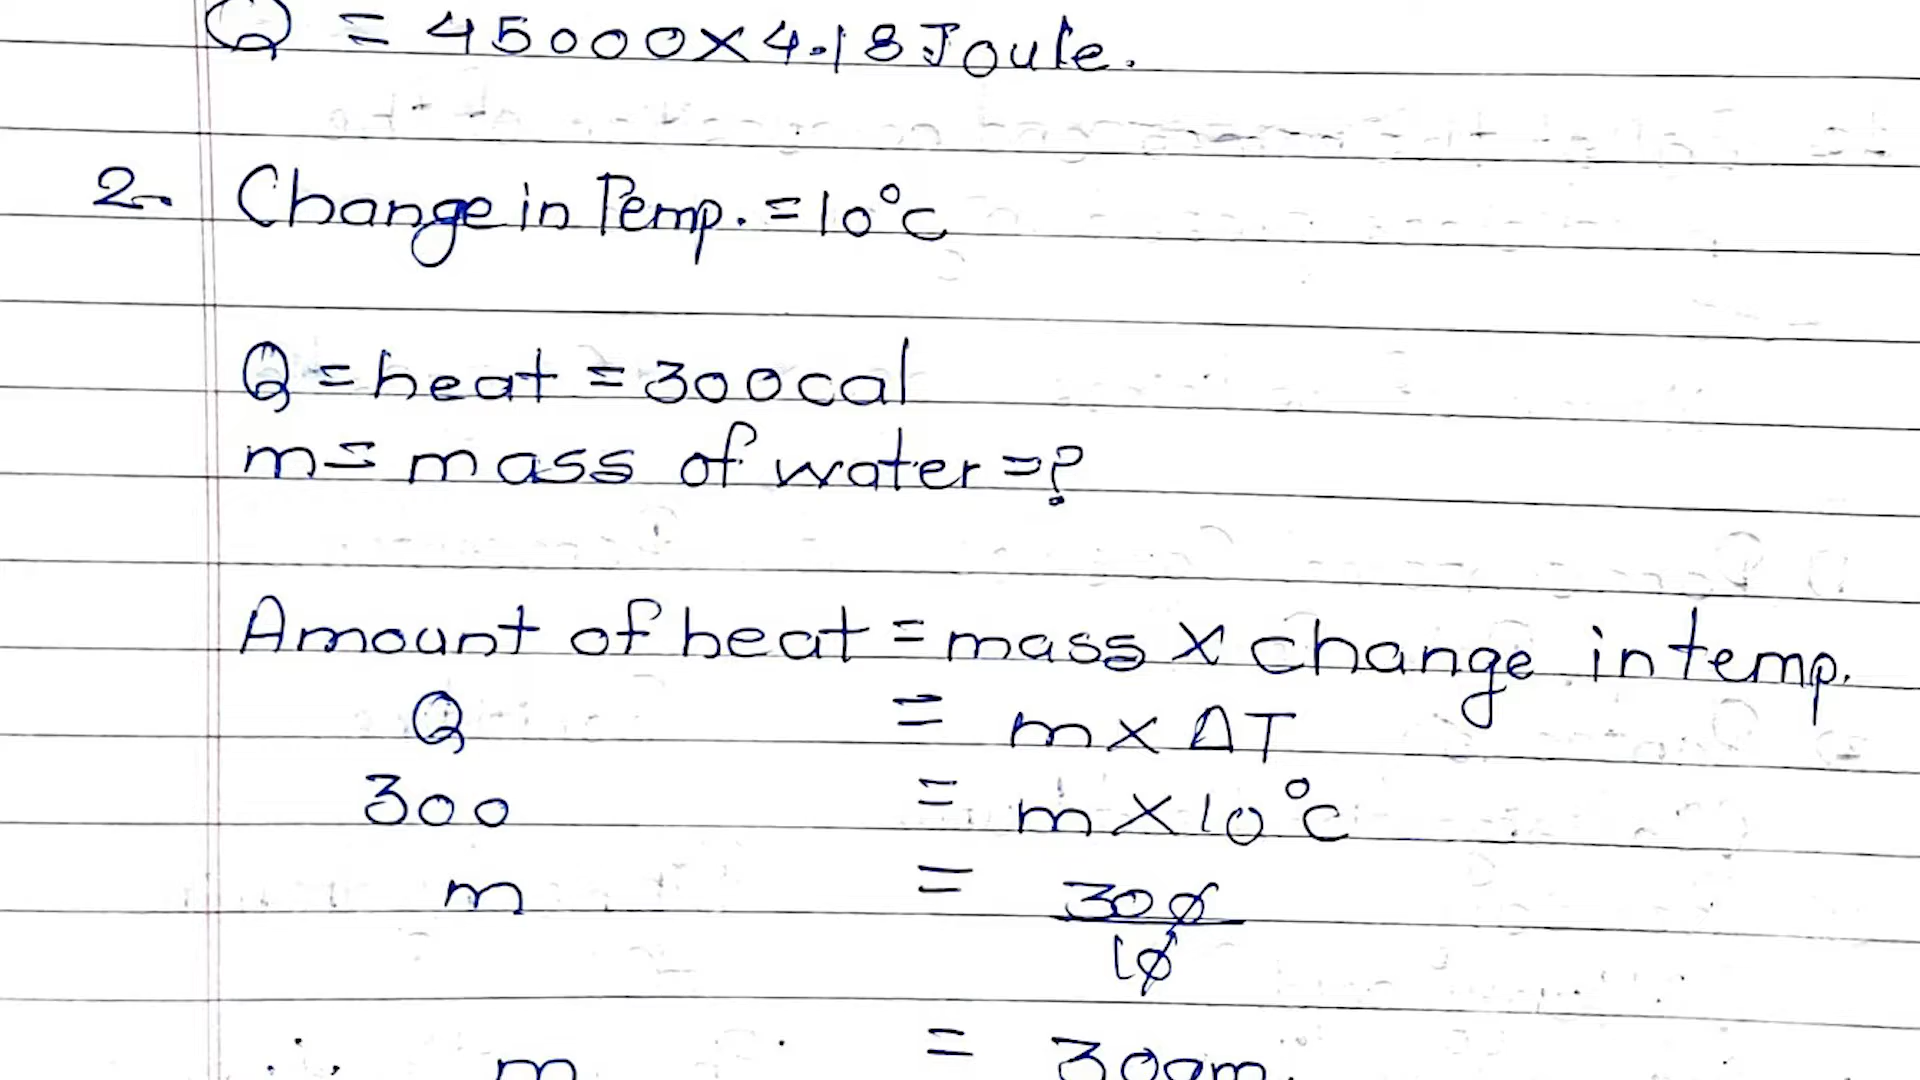 Q = 45000×4.18 Joule.
2. Change in Temp. = 10°c
Q = heat = 300 cal
m = mass of water = ?
Amount of heat = mass × change in temp.
Q = m × ΔT
300 = m × 10°c
m = 300
10
∴ m = 30gm.